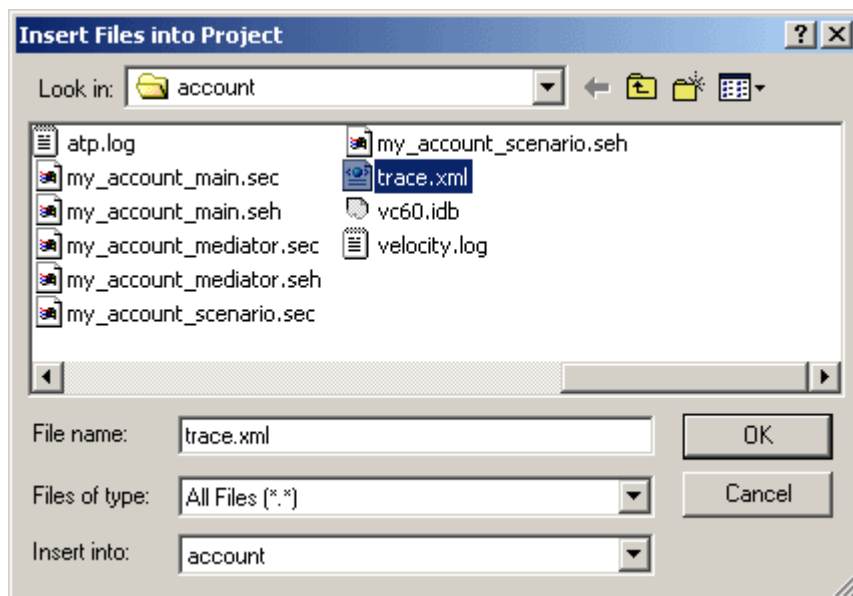 Insert Files into Project
Look in: account
atp.log
my_account_main.sec
my_account_main.seh
my_account_mediator.sec
my_account_mediator.seh
my_account_scenario.sec
my_account_scenario.seh
trace.xml
vc60.idb
velocity.log
File name: trace.xml OK
Files of type: All Files (*.*) Cancel
Insert into: account